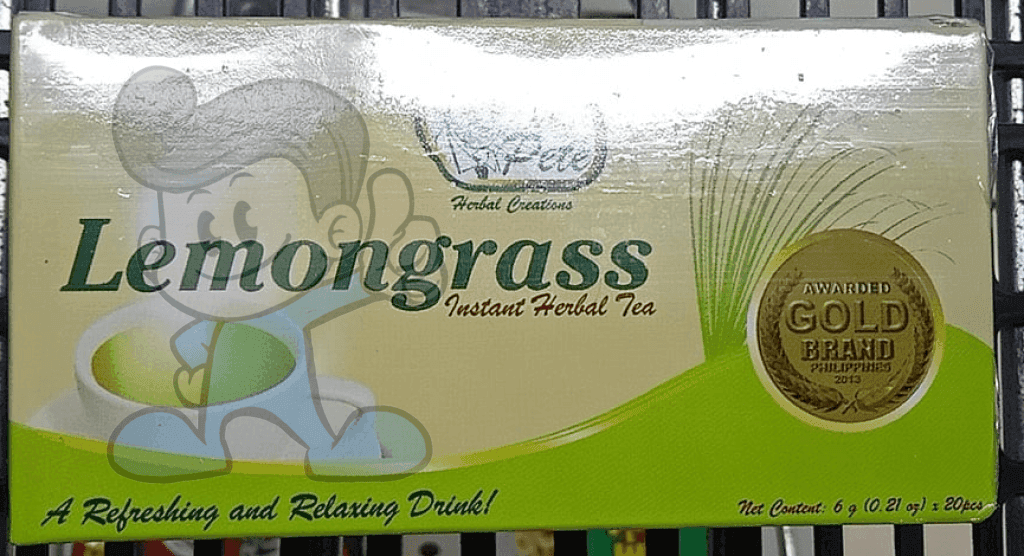 Pete
Herbal Creations
Lemongrass
Instant Herbal Tea
AWARDED
GOLD
BRAND
PHILIPPINES
2013
A Refreshing and Relaxing Drink!
Net Content: 6 g (0.21 oz) x 20pcs